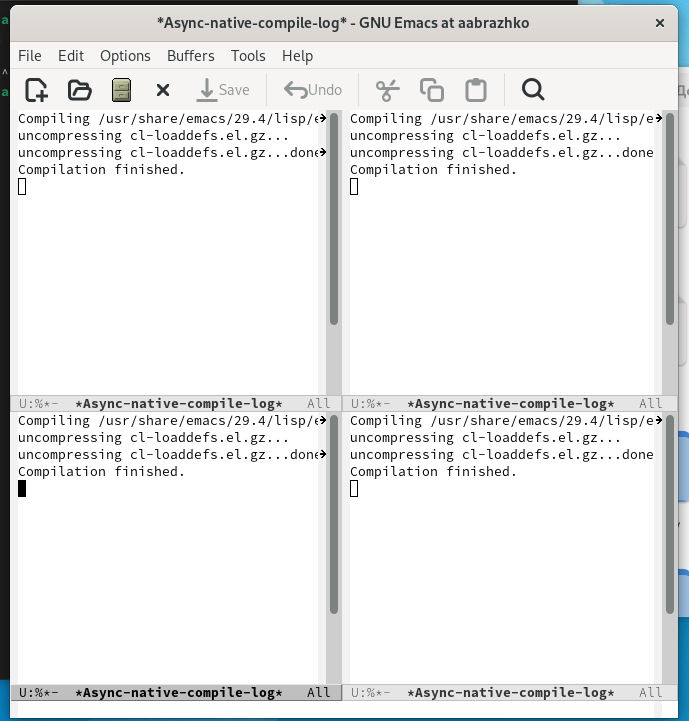 *Async-native-compile-log* - GNU Emacs at aabrazhko
File Edit Options Buffers Tools Help
Save Undo
Compiling /usr/share/emacs/29.4/lisp/e
uncompressing cl-loaddefs.el.gz...
uncompressing cl-loaddefs.el.gz...done
Compilation finished.
U:%*- *Async-native-compile-log* All
Compiling /usr/share/emacs/29.4/lisp/e
uncompressing cl-loaddefs.el.gz...
uncompressing cl-loaddefs.el.gz...done
Compilation finished.
U:%*- *Async-native-compile-log* All
Compiling /usr/share/emacs/29.4/lisp/e
uncompressing cl-loaddefs.el.gz...
uncompressing cl-loaddefs.el.gz...done
Compilation finished.
U:%*- *Async-native-compile-log* All
Compiling /usr/share/emacs/29.4/lisp/e
uncompressing cl-loaddefs.el.gz...
uncompressing cl-loaddefs.el.gz...done
Compilation finished.
U:%*- *Async-native-compile-log* All